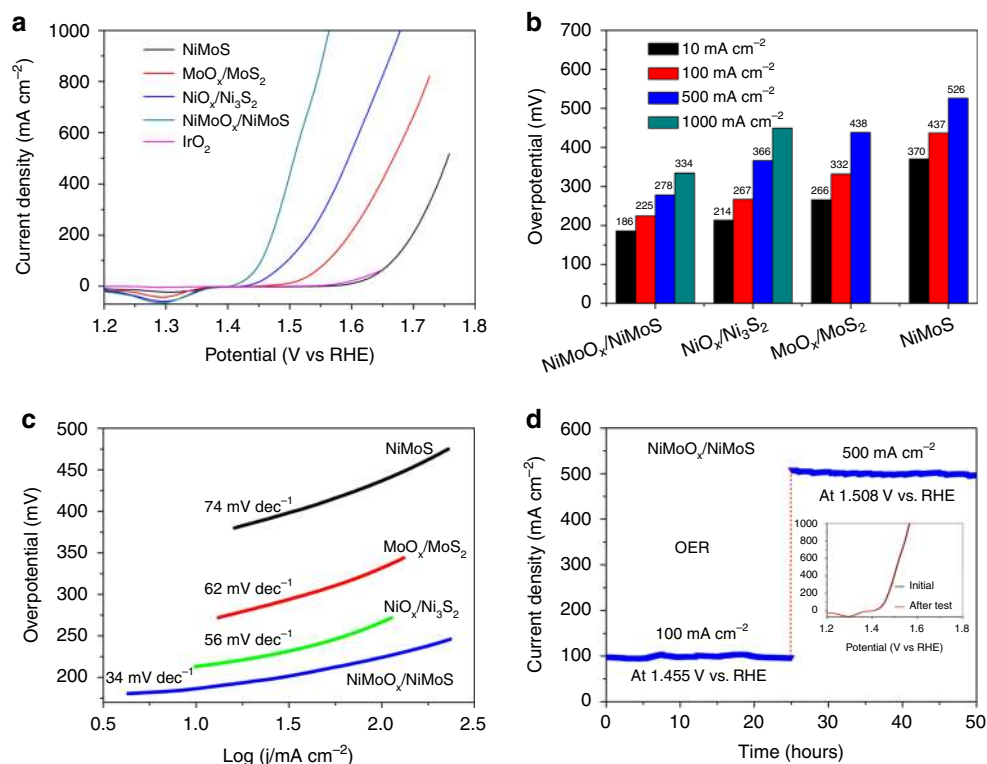 a
Current density (mA cm⁻²)
1000
800
600
400
200
0
NiMoS
MoOₓ/MoS₂
NiOₓ/Ni₃S₂
NiMoOₓ/NiMoS
IrO₂
1.2 1.3 1.4 1.5 1.6 1.7 1.8
Potential (V vs RHE)
b
Overpotential (mV)
700
600
500
400
300
200
100
0
10 mA cm⁻²
100 mA cm⁻²
500 mA cm⁻²
1000 mA cm⁻²
186 225 278 334
214 267 366
266 332 438
370 437 526
NiMoOₓ/NiMoS
NiOₓ/Ni₃S₂
MoOₓ/MoS₂
NiMoS
c
Overpotential (mV)
500
450
400
350
300
250
200
NiMoS
74 mV dec⁻¹
MoOₓ/MoS₂
62 mV dec⁻¹
NiOₓ/Ni₃S₂
56 mV dec⁻¹
34 mV dec⁻¹
NiMoOₓ/NiMoS
0.5 1.0 1.5 2.0 2.5
Log (j/mA cm⁻²)
d
Current density (mA cm⁻²)
600
500
400
300
200
100
0
NiMoOₓ/NiMoS
500 mA cm⁻²
At 1.508 V vs. RHE
OER
100 mA cm⁻²
At 1.455 V vs. RHE
1000
800
600
400
200
0
Initial
After test
1.2 1.4 1.6 1.8
Potential (V vs RHE)
0 10 20 30 40 50
Time (hours)